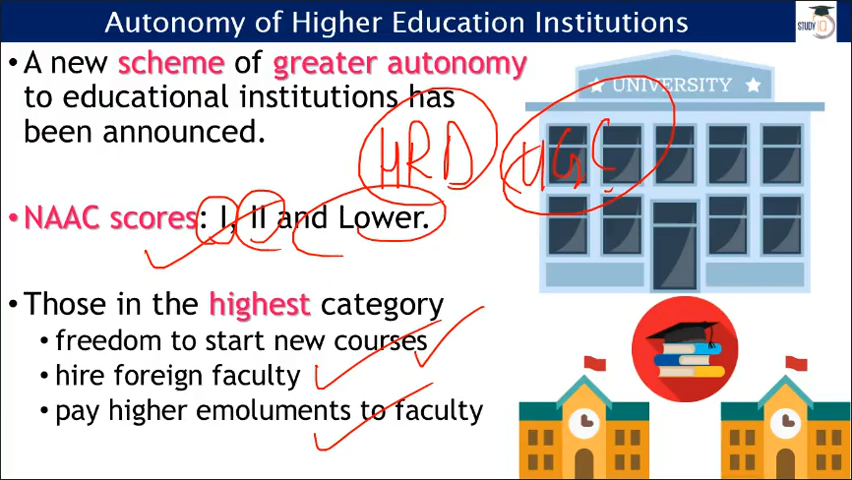 Autonomy of Higher Education Institutions
STUDY IQ
• A new scheme of greater autonomy
to educational institutions has
been announced.
UNIVERSITY
HRD UGC
• NAAC scores: I, II and Lower.
• Those in the highest category
• freedom to start new courses
• hire foreign faculty
• pay higher emoluments to faculty